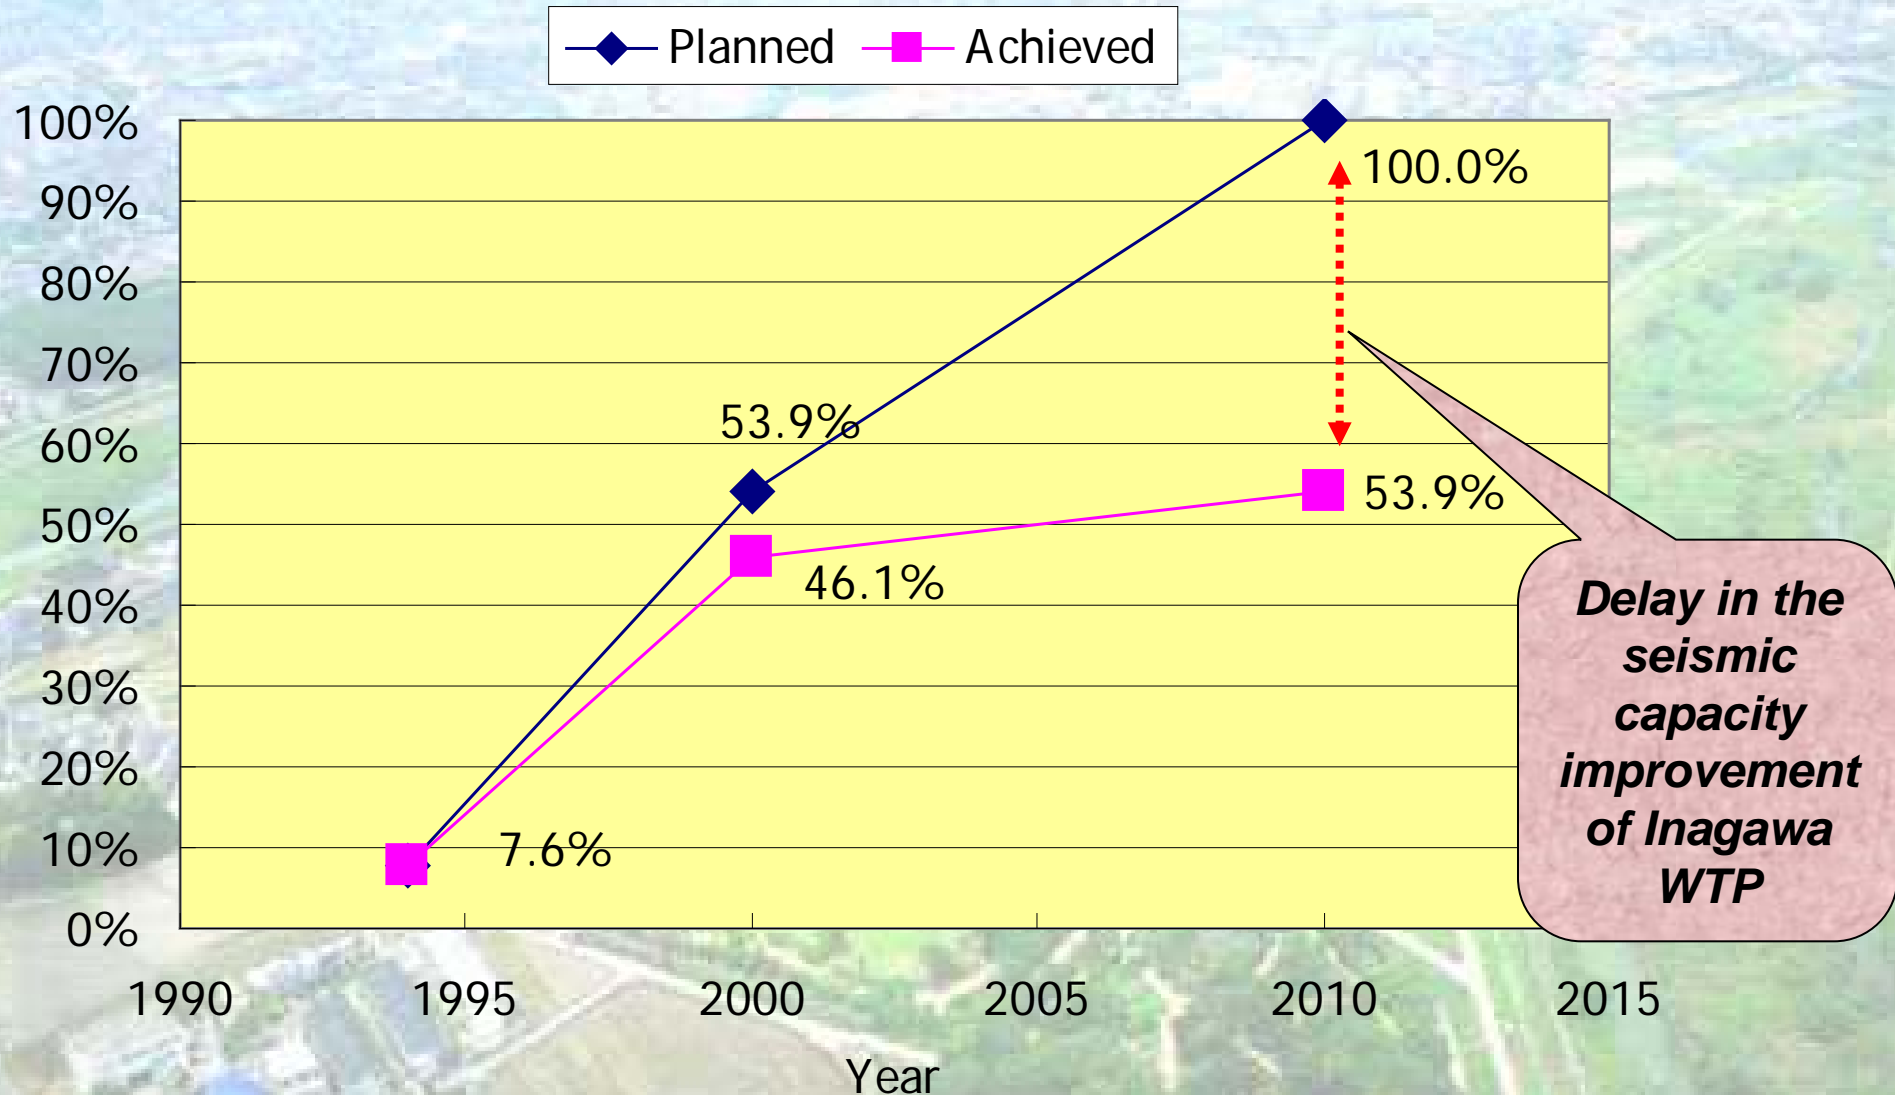 Planned Achieved
100%
90%
80%
70%
60%
50%
40%
30%
20%
10%
0%
100.0%
53.9%
53.9%
46.1%
7.6%
Delay in the
seismic
capacity
improvement
of Inagawa
WTP
1990 1995 2000 2005 2010 2015
Year